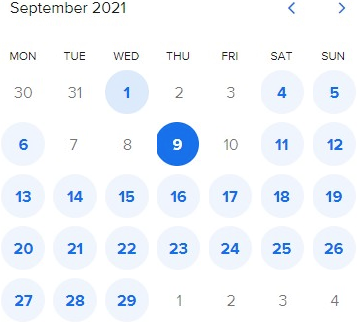 September 2021
MON TUE WED THU FRI SAT SUN
30 31 1 2 3 4 5
6 7 8 9 10 11 12
13 14 15 16 17 18 19
20 21 22 23 24 25 26
27 28 29 1 2 3 4